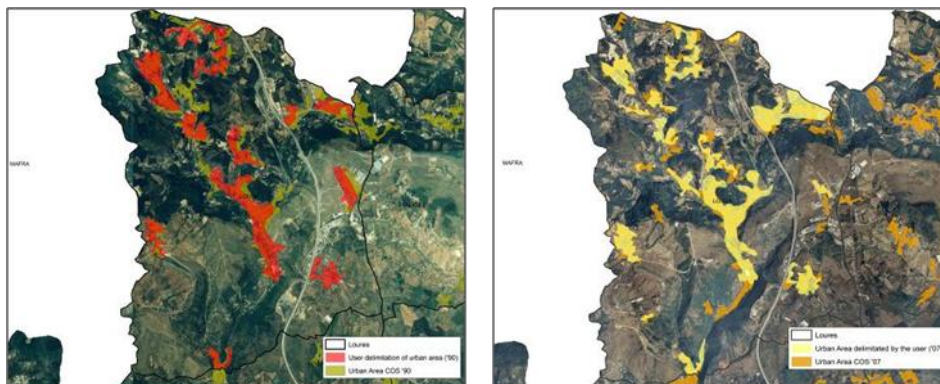 MAFRA
Loures
User delimitation of urban area ('90)
Urban Area COS '90
MAFRA
Loures
Urban Area delimitated by the user ('07)
Urban Area COS '07